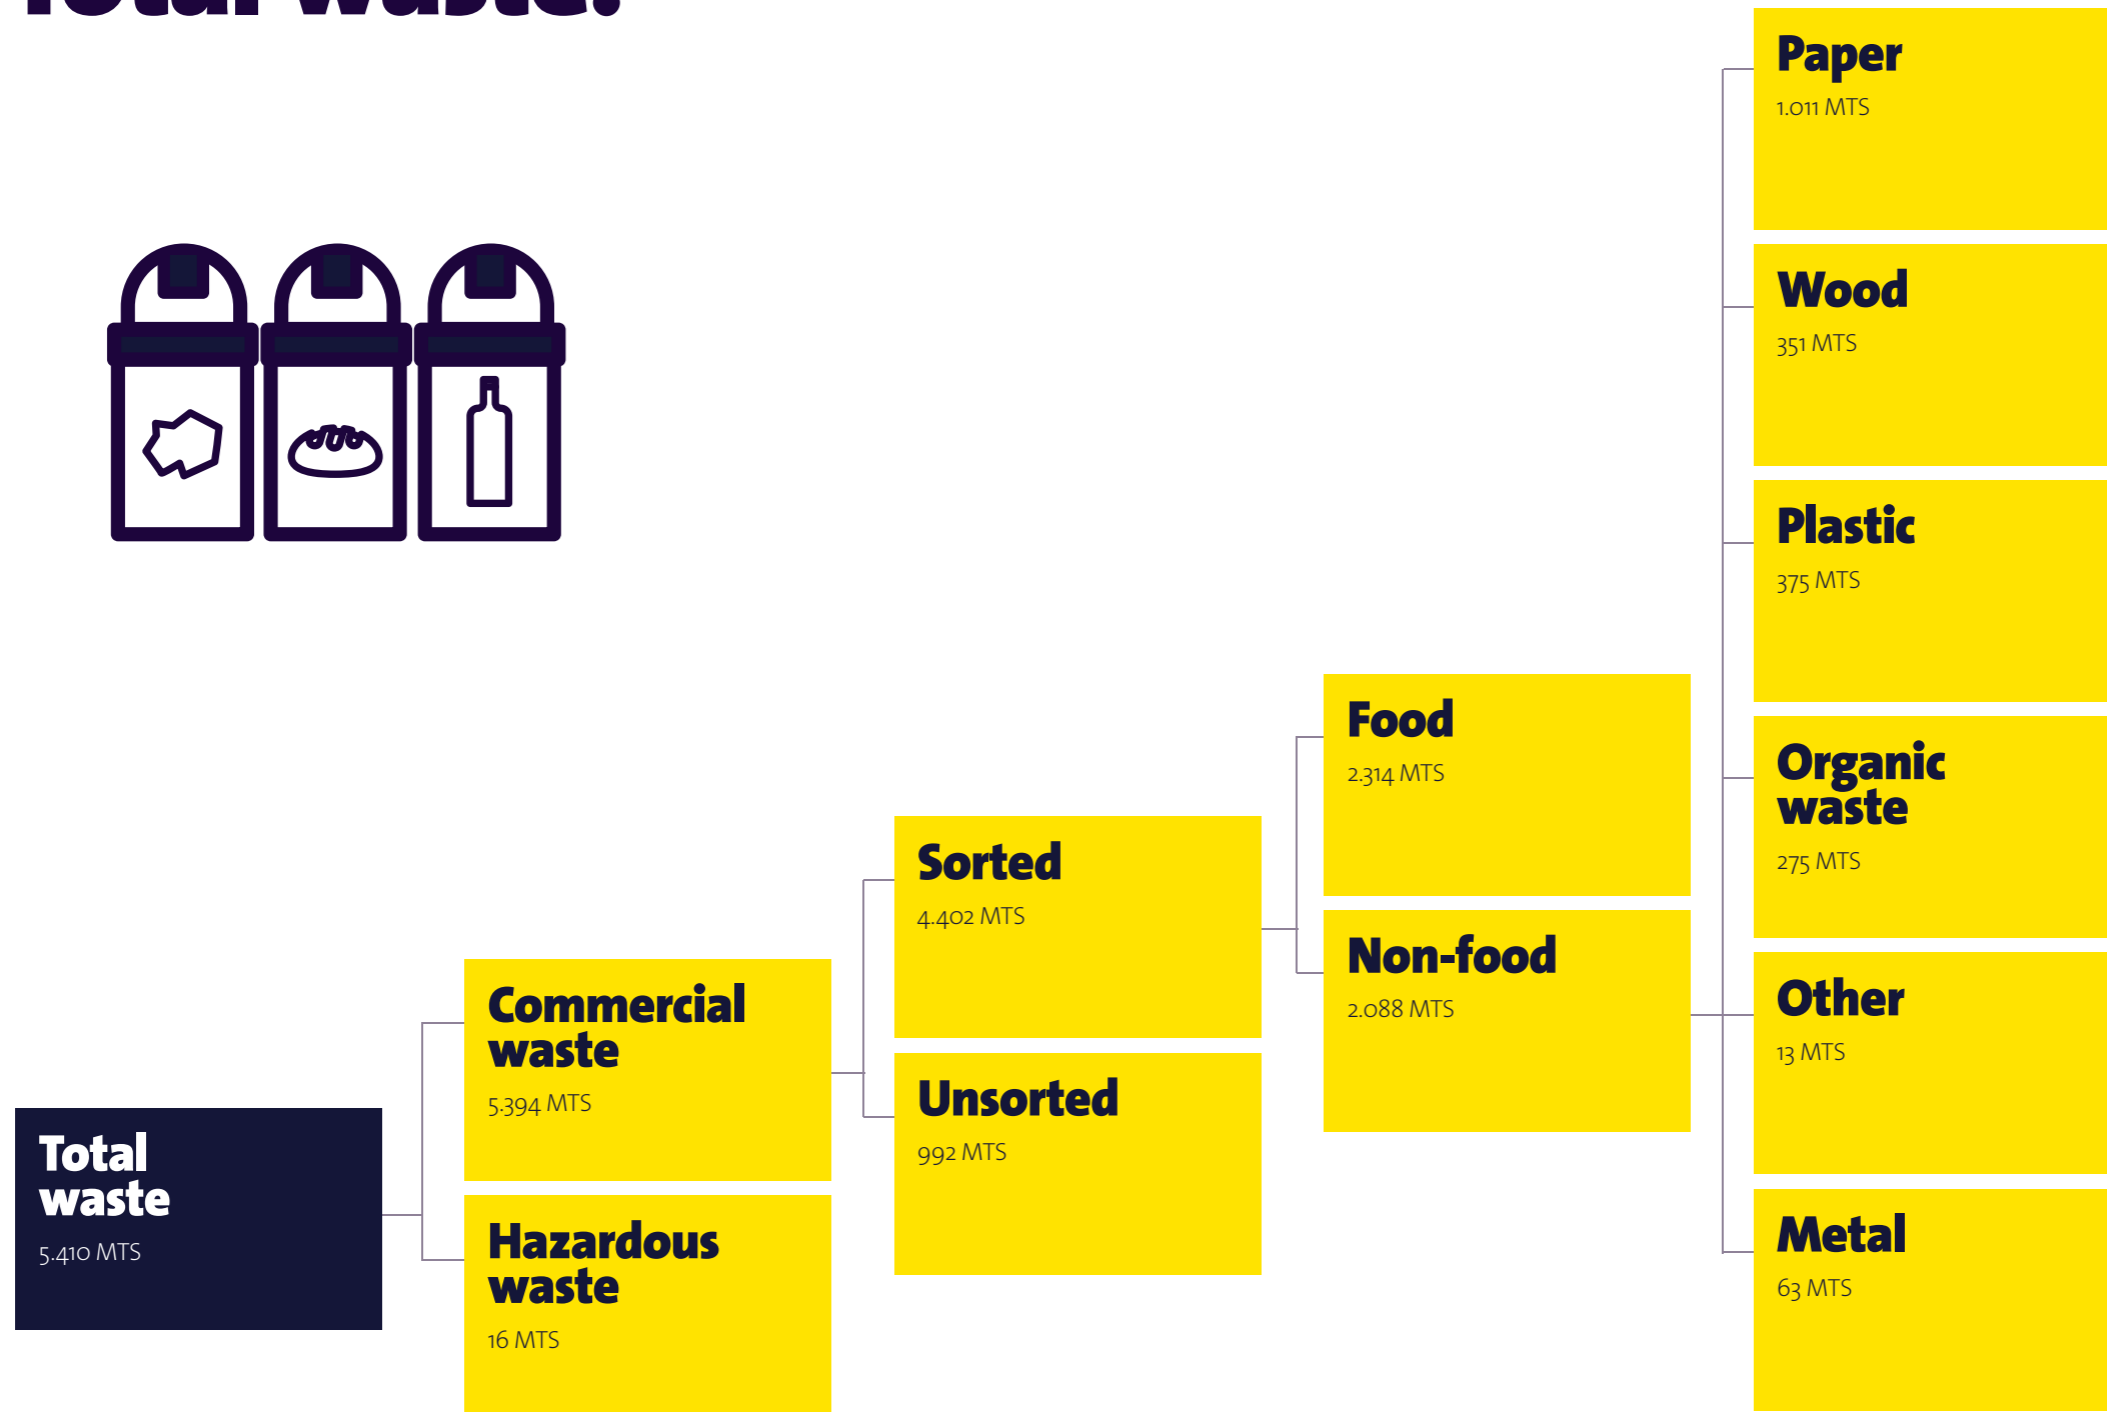 Total waste:
Paper
1.011 MTS
Wood
351 MTS
Plastic
375 MTS
Organic
waste
275 MTS
Other
13 MTS
Metal
63 MTS
Food
2.314 MTS
Non-food
2.088 MTS
Sorted
4.402 MTS
Unsorted
992 MTS
Commercial
waste
5.394 MTS
Hazardous
waste
16 MTS
Total
waste
5.410 MTS